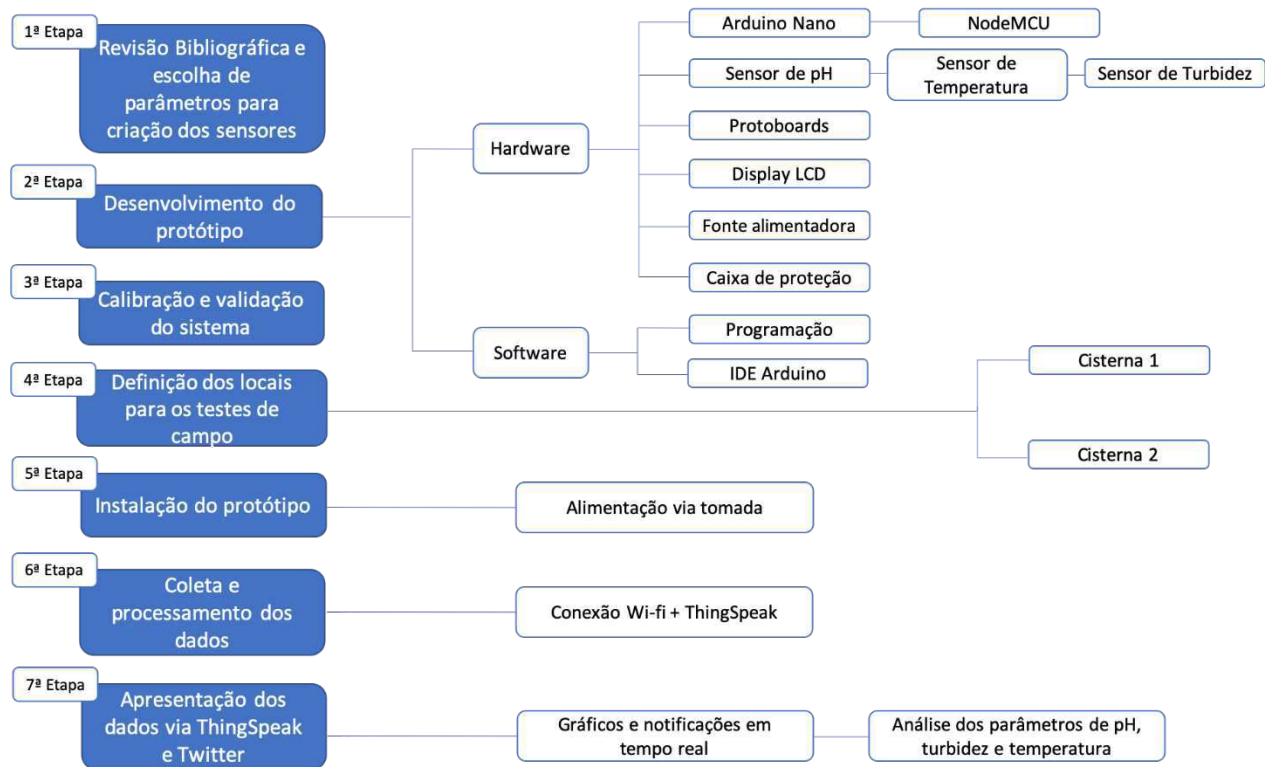 1ª Etapa
Revisão Bibliográfica e
escolha de
parâmetros para
criação dos sensores
2ª Etapa
Desenvolvimento do
protótipo
Hardware
Arduino Nano
NodeMCU
Sensor de pH
Sensor de
Temperatura
Sensor de Turbidez
Protoboards
Display LCD
Fonte alimentadora
Caixa de proteção
Software
Programação
IDE Arduino
3ª Etapa
Calibração e validação
do sistema
4ª Etapa
Definição dos locais
para os testes de
campo
Cisterna 1
Cisterna 2
5ª Etapa
Instalação do protótipo
Alimentação via tomada
6ª Etapa
Coleta e
processamento dos
dados
Conexão Wi-fi + ThingSpeak
7ª Etapa
Apresentação dos
dados via ThingSpeak
e Twitter
Gráficos e notificações em
tempo real
Análise dos parâmetros de pH,
turbidez e temperatura